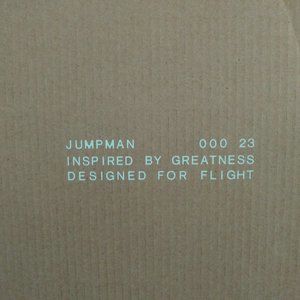 JUMPMAN 000 23
INSPIRED BY GREATNESS
DESIGNED FOR FLIGHT